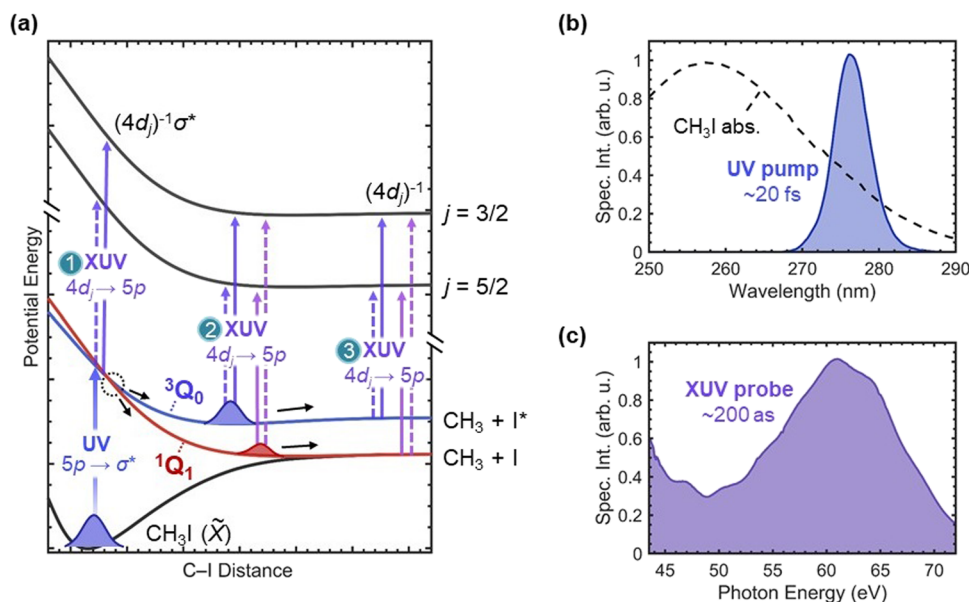 (a)
(4dj)-1σ*
(4dj)-1
j = 3/2
j = 5/2
1 XUV
4dj→ 5p
2 XUV
4dj→ 5p
3 XUV
4dj→ 5p
3Q0
1Q1
UV
5p → σ*
CH3 + I*
CH3 + I
CH3I (X̃)
Potential Energy
C–I Distance
(b)
Spec. Int. (arb. u.)
1
0.8
0.6
0.4
0.2
0
CH3I abs.
UV pump
~20 fs
250 260 270 280 290
Wavelength (nm)
(c)
Spec. Int. (arb. u.)
1
0.8
0.6
0.4
0.2
0
XUV probe
~200 as
45 50 55 60 65 70
Photon Energy (eV)